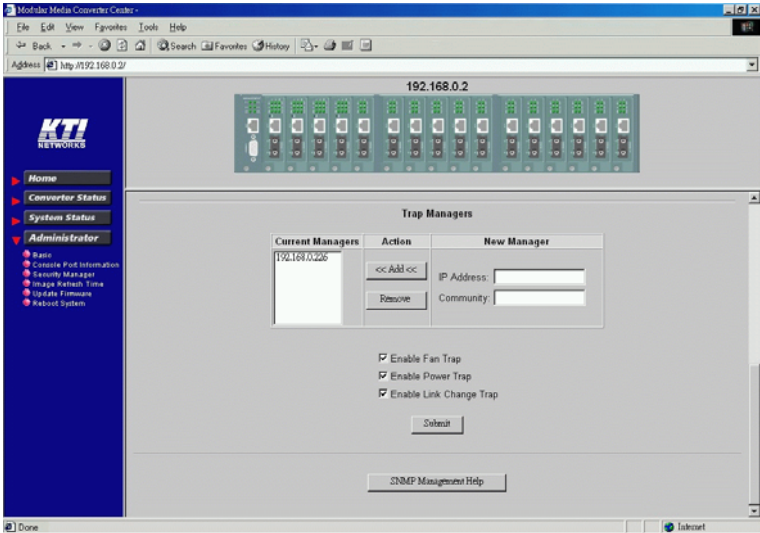 Modular Media Converter Center -
File Edit View Favorites Tools Help
Back Search Favorites History
Address http://192.168.0.2/
192.168.0.2
KTI
NETWORKS
Home
Converter Status
System Status
Administrator
Basic
Console Port Information
Security Manager
Image Refresh Time
Update Firmware
Reboot System
Trap Managers
Current Managers Action New Manager
192.168.0.226
<< Add <<
Remove
IP Address:
Community:
Enable Fan Trap
Enable Power Trap
Enable Link Change Trap
Submit
SNMP Management Help
Done Internet